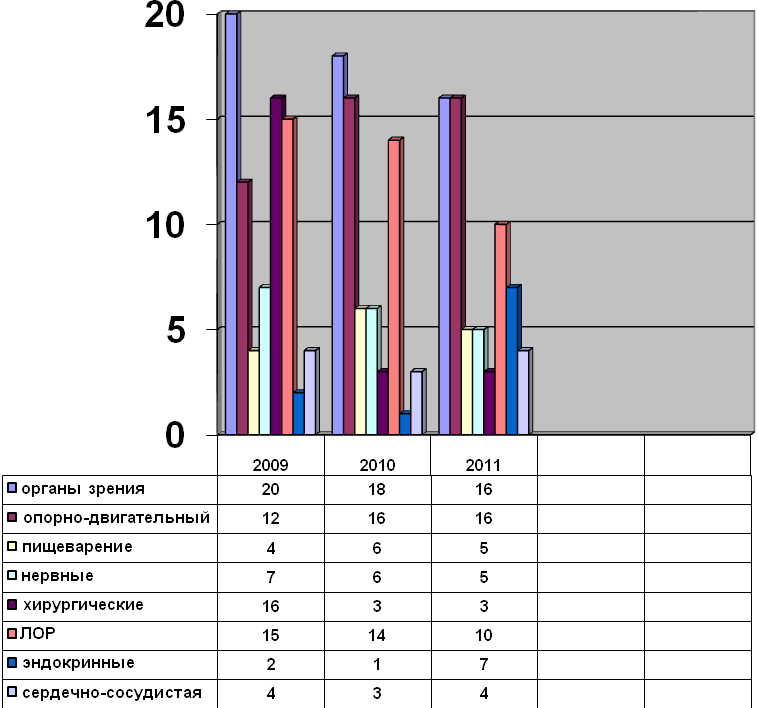 20
15
10
5
0
2009 2010 2011
органы зрения 20 18 16
опорно-двигательный 12 16 16
пищеварение 4 6 5
нервные 7 6 5
хирургические 16 3 3
ЛОР 15 14 10
эндокринные 2 1 7
сердечно-сосудистая 4 3 4